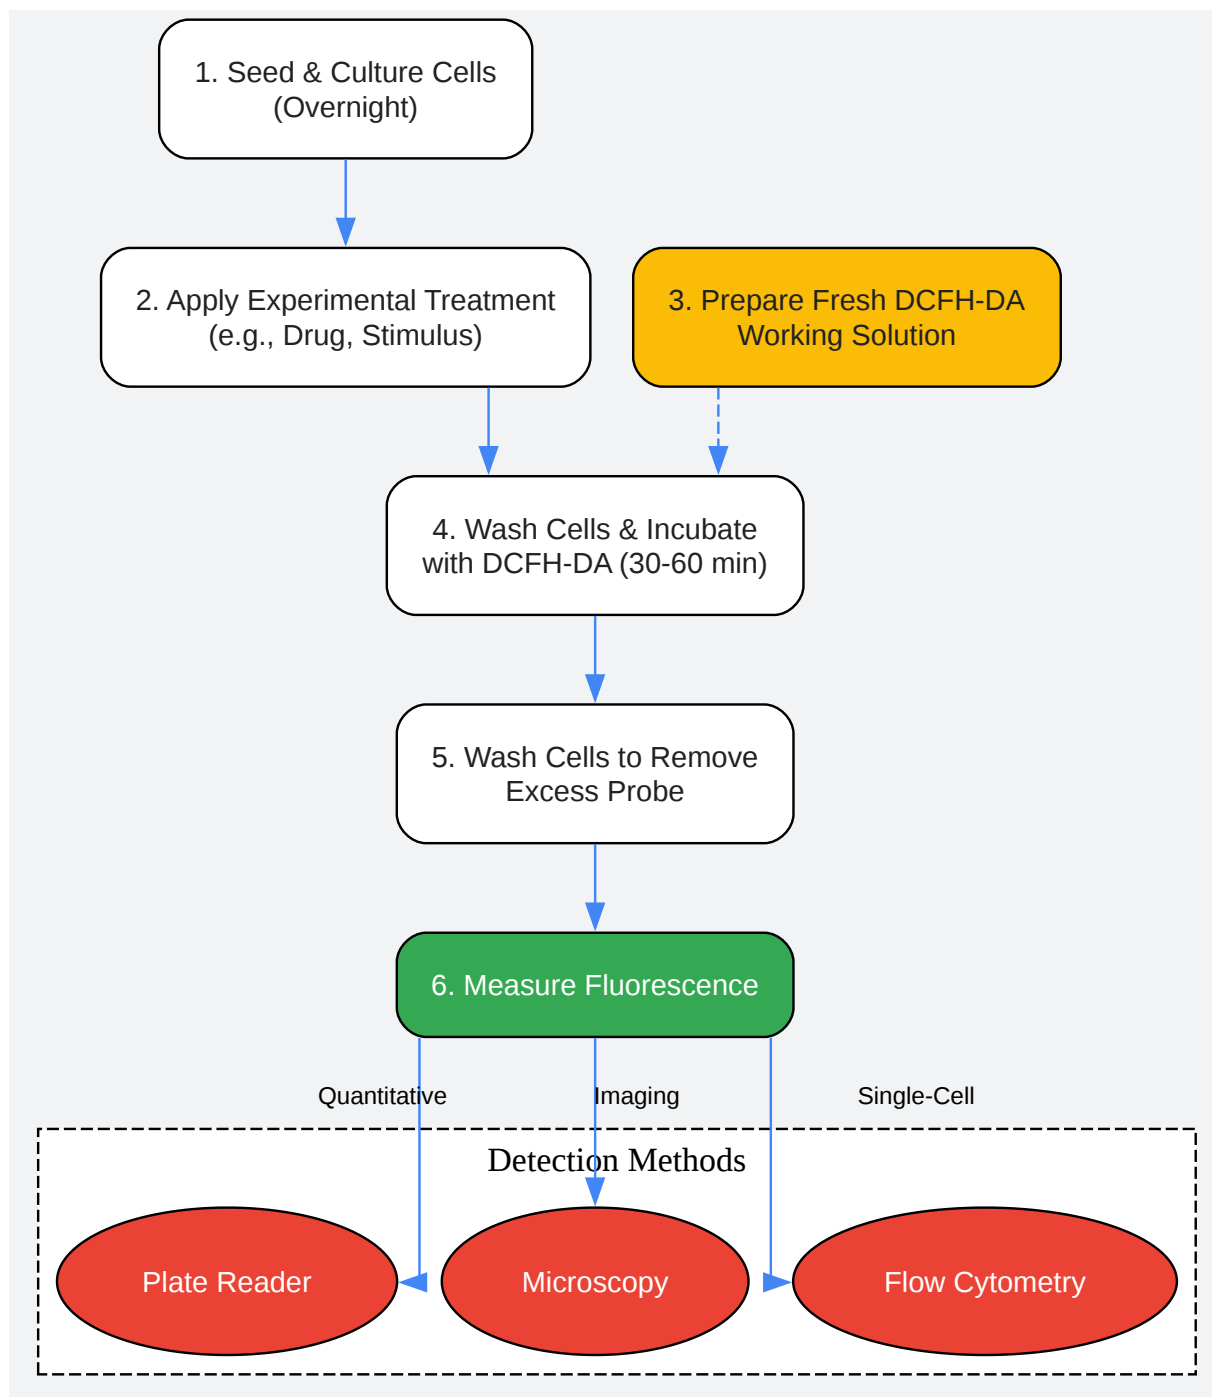 1. Seed & Culture Cells
(Overnight)
2. Apply Experimental Treatment
(e.g., Drug, Stimulus)
3. Prepare Fresh DCFH-DA
Working Solution
4. Wash Cells & Incubate
with DCFH-DA (30-60 min)
5. Wash Cells to Remove
Excess Probe
6. Measure Fluorescence
Quantitative
Imaging
Single-Cell
Detection Methods
Plate Reader
Microscopy
Flow Cytometry